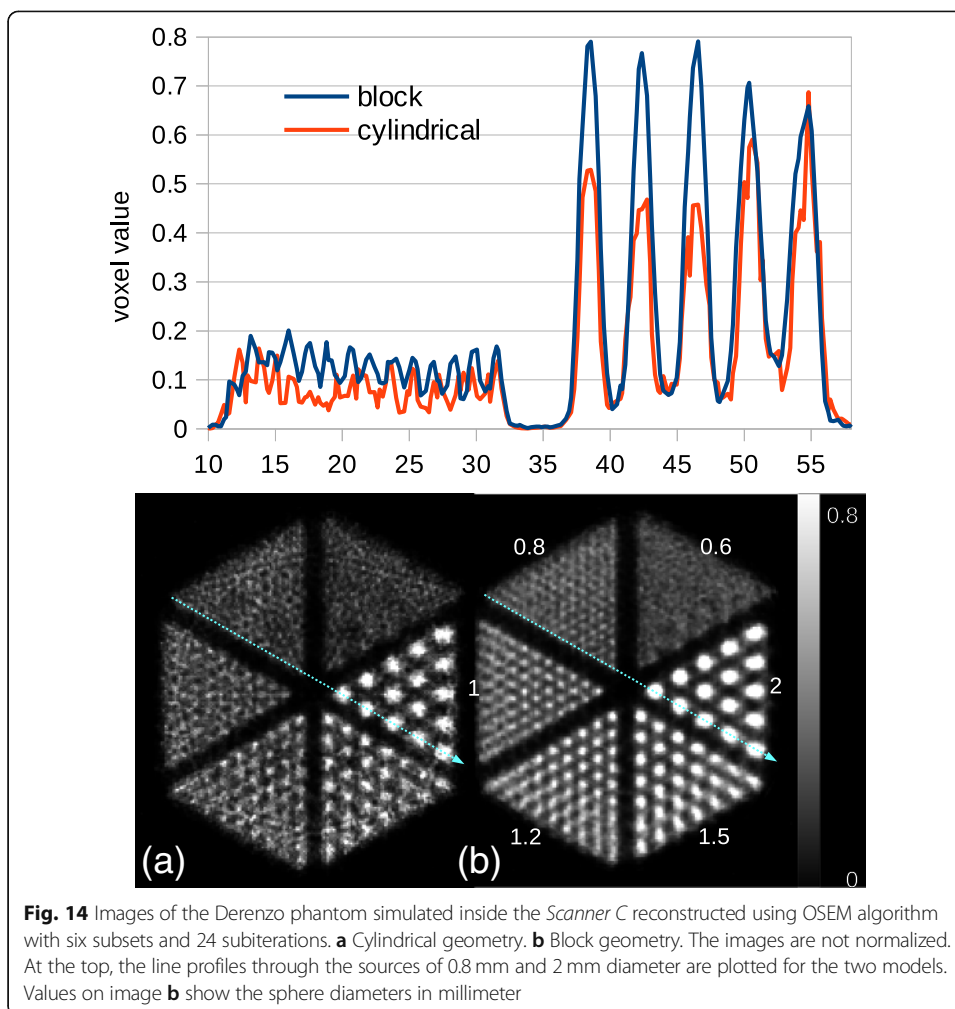 0.8
0.7
0.6
0.5
0.4
0.3
0.2
0.1
0
voxel value
block
cylindrical
10 15 20 25 30 35 40 45 50 55
0.8 0.6 0.8
1 2
1.2 1.5
(a) (b) 0
Fig. 14 Images of the Derenzo phantom simulated inside the Scanner C reconstructed using OSEM algorithm
with six subsets and 24 subiterations. a Cylindrical geometry. b Block geometry. The images are not normalized.
At the top, the line profiles through the sources of 0.8 mm and 2 mm diameter are plotted for the two models.
Values on image b show the sphere diameters in millimeter